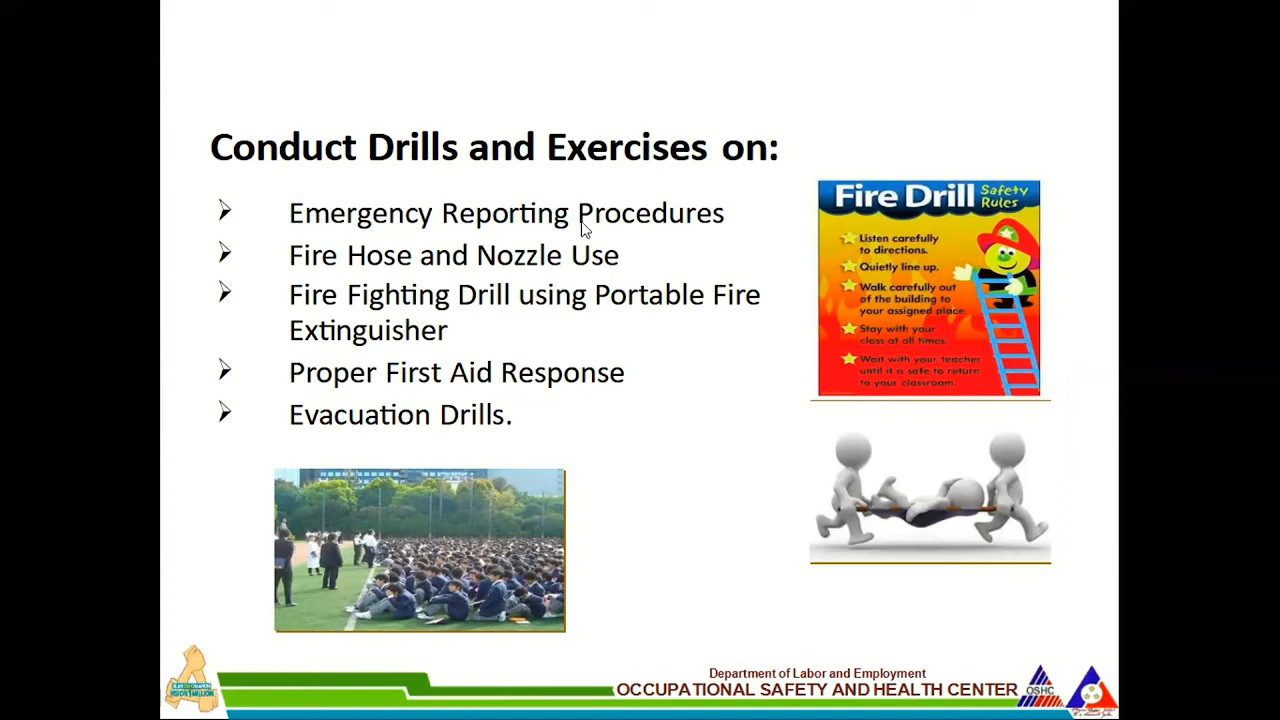 Conduct Drills and Exercises on:
Emergency Reporting Procedures
Fire Hose and Nozzle Use
Fire Fighting Drill using Portable Fire
Extinguisher
Proper First Aid Response
Evacuation Drills.
Fire Drill Safety
Rules
Listen carefully
to directions.
Quietly line up.
Walk carefully out
of the building to
your assigned place.
Stay with your
class at all times.
Wait with your teacher
until it is safe to return
to your classroom.
Department of Labor and Employment
OCCUPATIONAL SAFETY AND HEALTH CENTER
OSHC